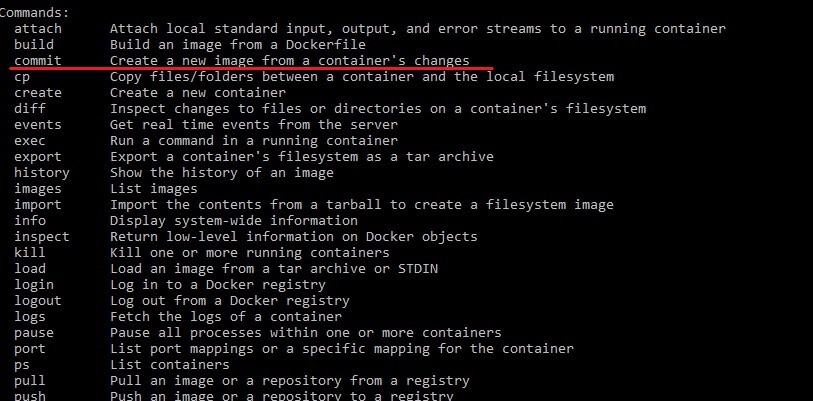 Commands:
attach      Attach local standard input, output, and error streams to a running container
build       Build an image from a Dockerfile
commit      Create a new image from a container's changes
cp          Copy files/folders between a container and the local filesystem
create      Create a new container
diff        Inspect changes to files or directories on a container's filesystem
events      Get real time events from the server
exec        Run a command in a running container
export      Export a container's filesystem as a tar archive
history     Show the history of an image
images      List images
import      Import the contents from a tarball to create a filesystem image
info        Display system-wide information
inspect     Return low-level information on Docker objects
kill        Kill one or more running containers
load        Load an image from a tar archive or STDIN
login       Log in to a Docker registry
logout      Log out from a Docker registry
logs        Fetch the logs of a container
pause       Pause all processes within one or more containers
port        List port mappings or a specific mapping for the container
ps          List containers
pull        Pull an image or a repository from a registry
push        Push an image or a repository to a registry